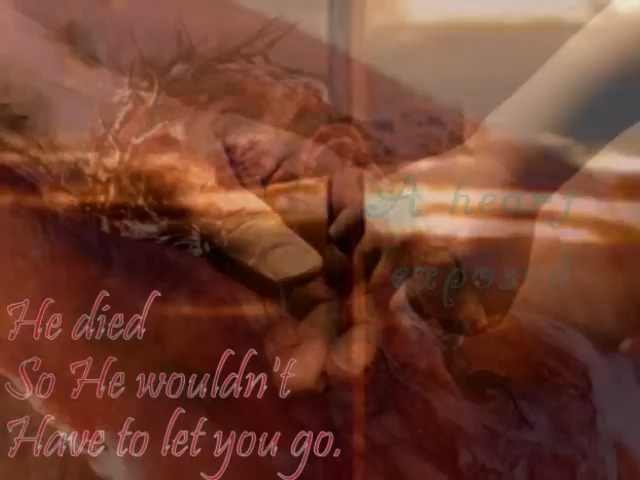 A heart
exposed
He died
So He wouldn't
Have to let you go.